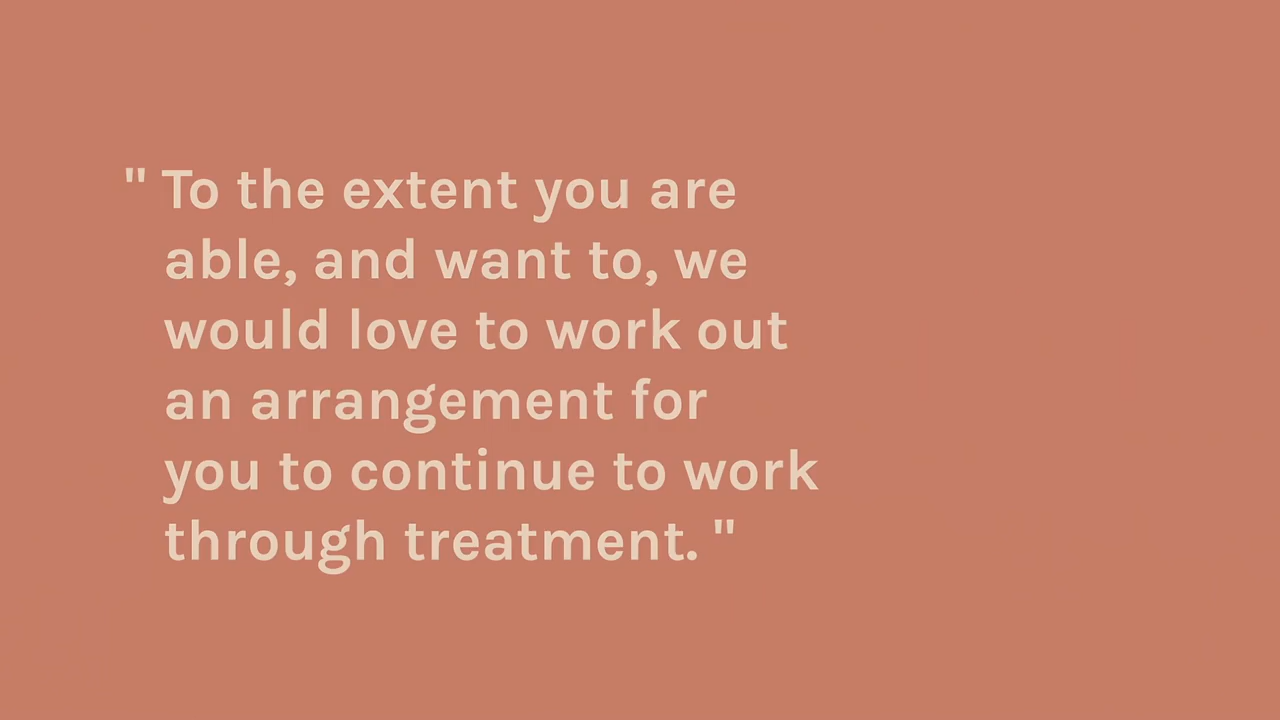 " To the extent you are
able, and want to, we
would love to work out
an arrangement for
you to continue to work
through treatment. "